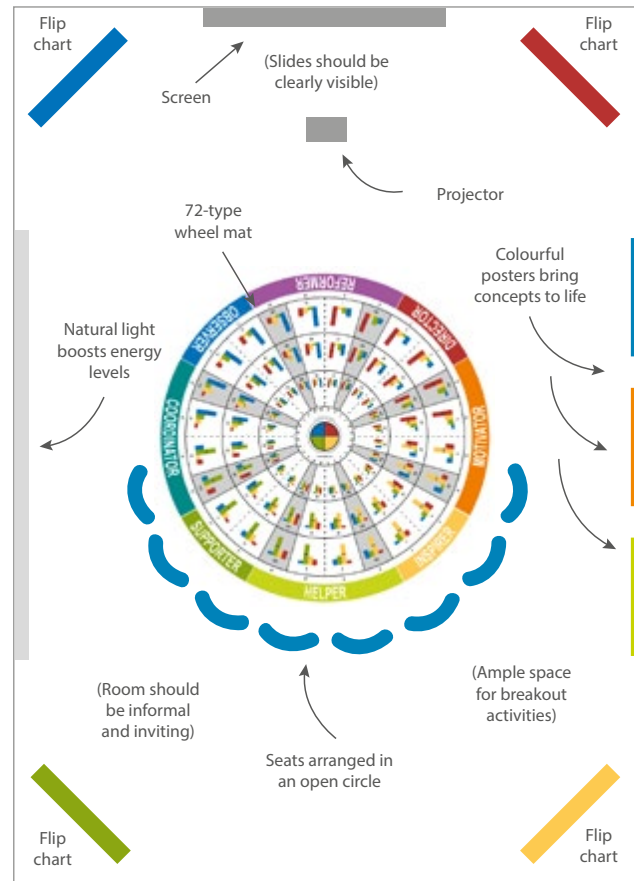 Flip
chart
Flip
chart
(Slides should be
clearly visible)
Screen
Projector
72-type
wheel mat
Colourful
posters bring
concepts to life
Natural light
boosts energy
levels
REFORMER
DIRECTOR
MOTIVATOR
INSPIRER
HELPER
SUPPORTER
COORDINATOR
OBSERVER
(Room should
be informal
and inviting)
(Ample space
for breakout
activities)
Seats arranged in
an open circle
Flip
chart
Flip
chart